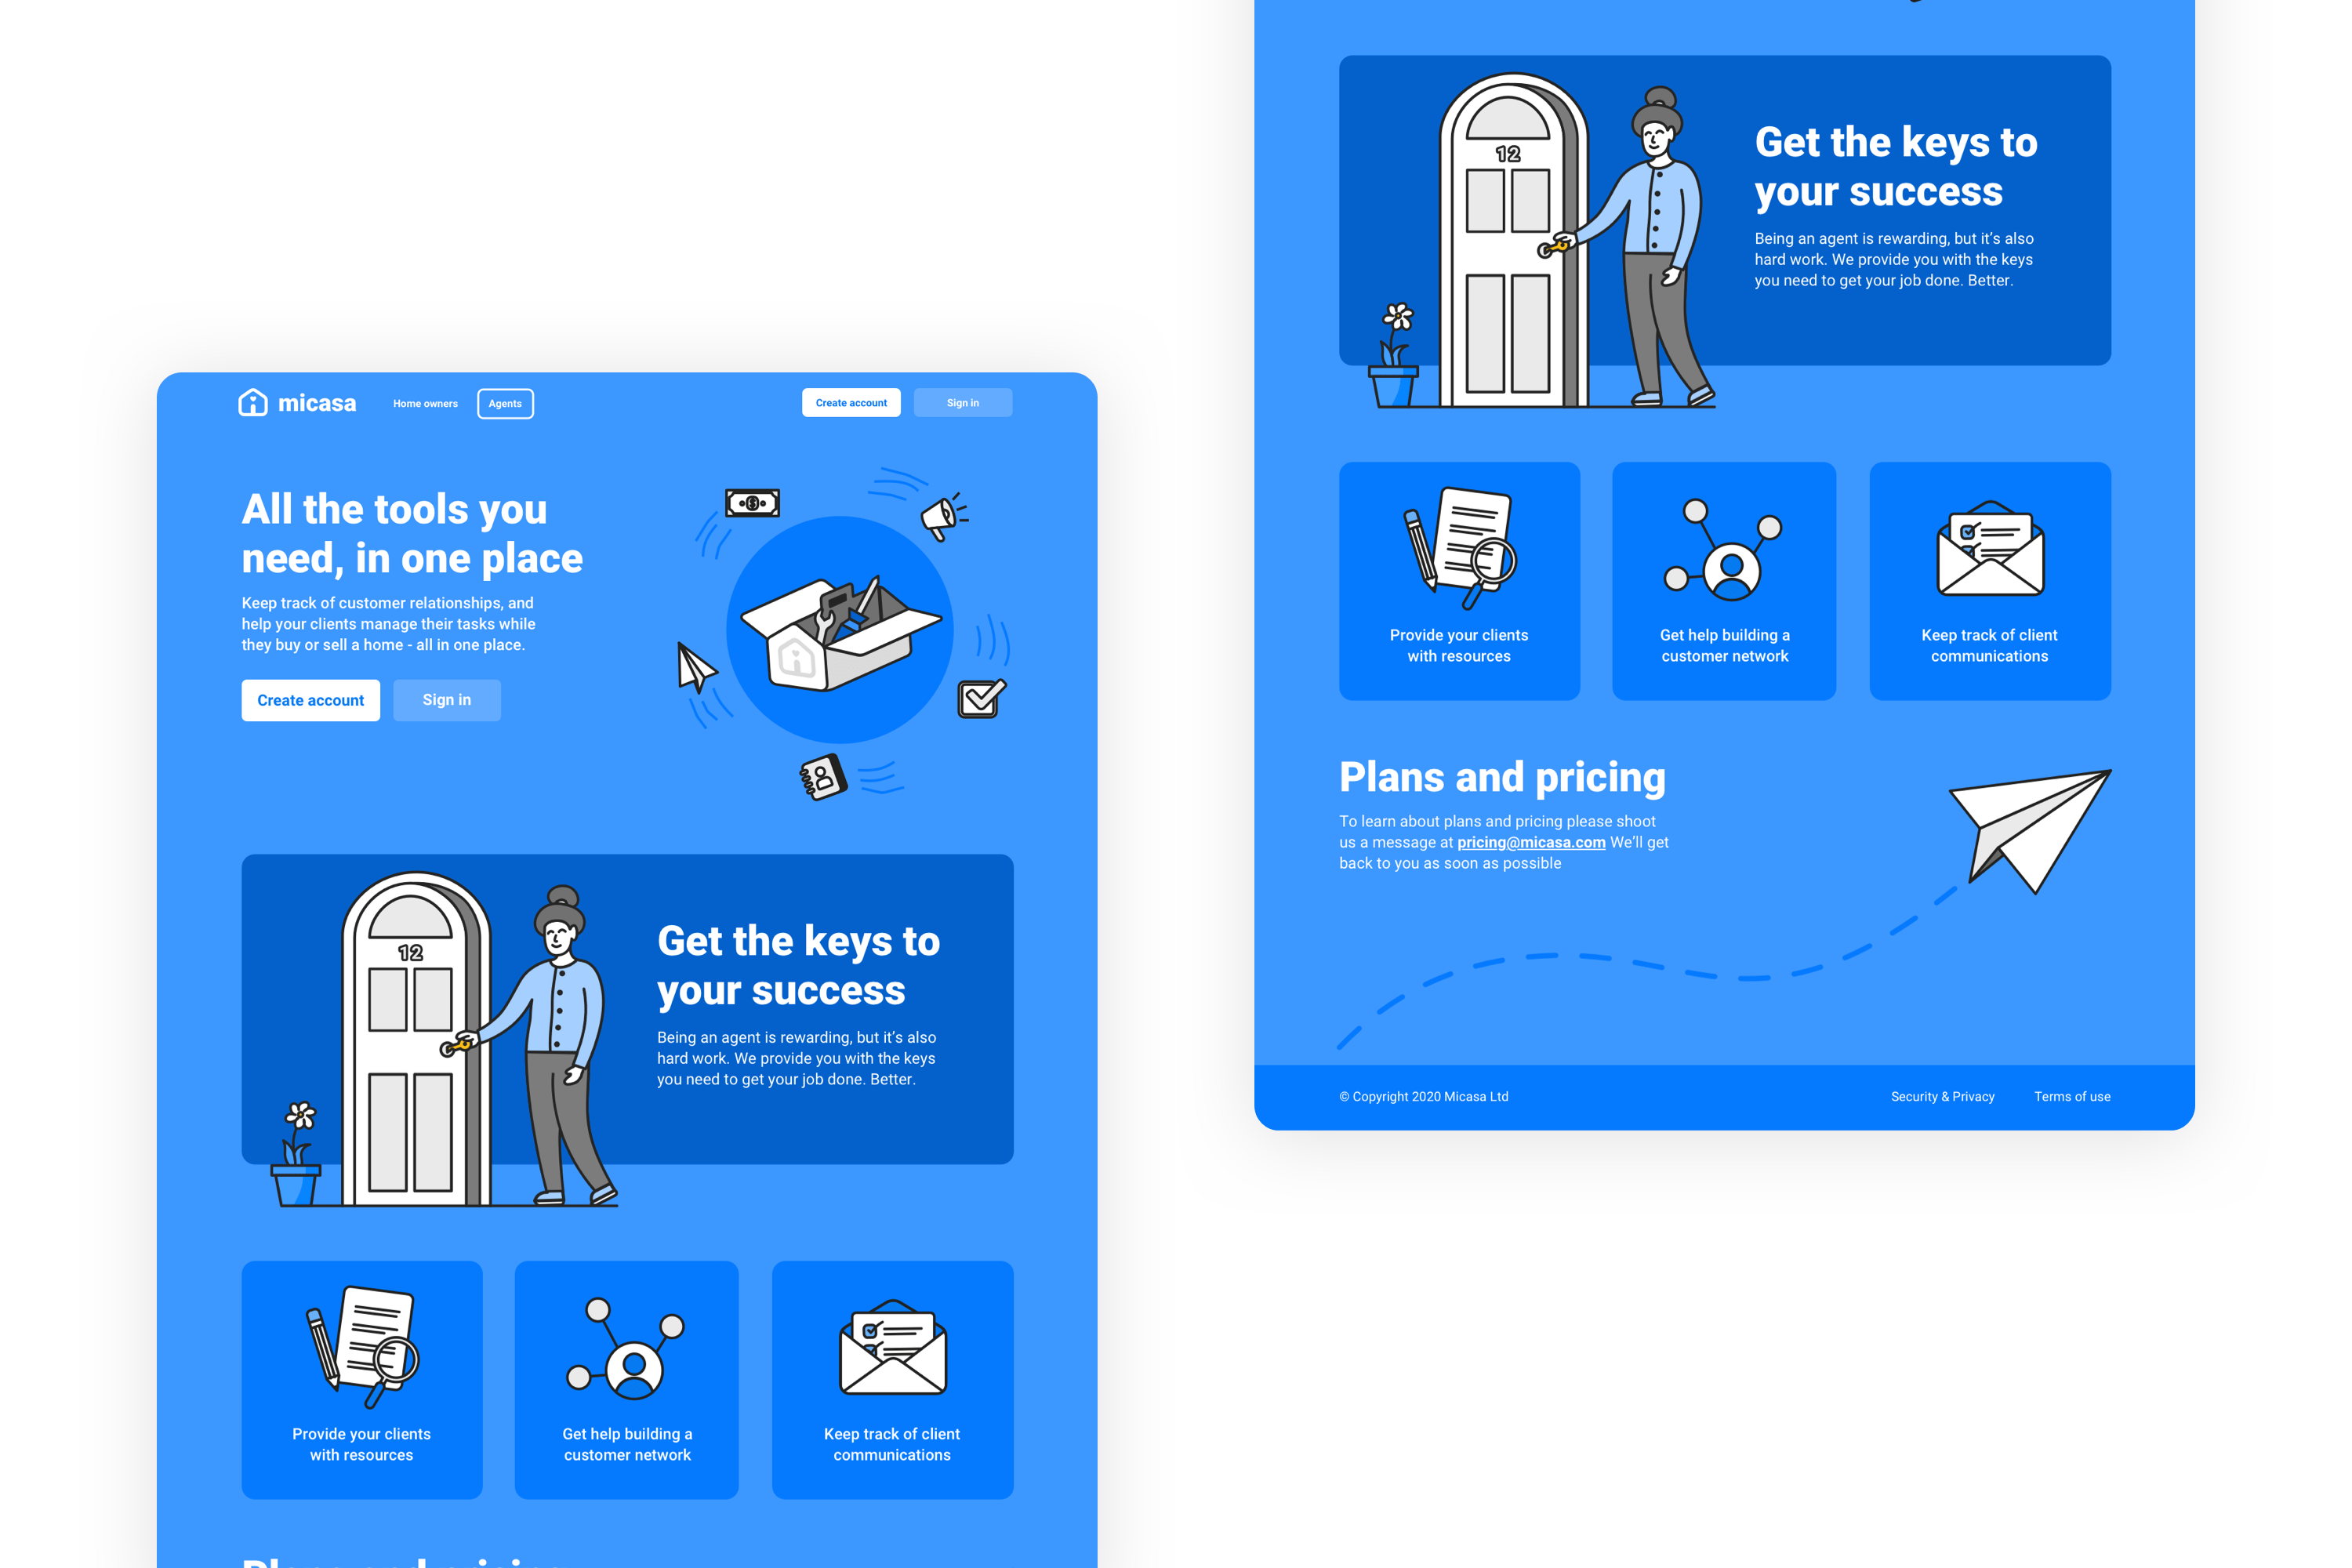 micasa
Home owners
Agents
Create account
Sign in
All the tools you
need, in one place
Keep track of customer relationships, and
help your clients manage their tasks while
they buy or sell a home - all in one place.
Create account
Sign in
12
Get the keys to
your success
Being an agent is rewarding, but it’s also
hard work. We provide you with the keys
you need to get your job done. Better.
Provide your clients
with resources
Get help building a
customer network
Keep track of client
communications
Plans and pricing
12
Get the keys to
your success
Being an agent is rewarding, but it’s also
hard work. We provide you with the keys
you need to get your job done. Better.
Provide your clients
with resources
Get help building a
customer network
Keep track of client
communications
Plans and pricing
To learn about plans and pricing please shoot
us a message at pricing@micasa.com We’ll get
back to you as soon as possible
© Copyright 2020 Micasa Ltd
Security & Privacy
Terms of use